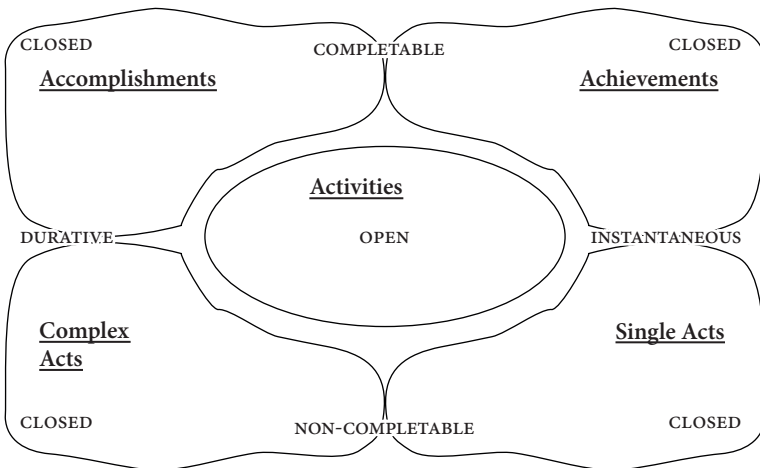 CLOSED
COMPLETABLE
CLOSED
Accomplishments
Achievements
Activities
DURATIVE
OPEN
INSTANTANEOUS
Complex
Acts
Single Acts
CLOSED
NON-COMPLETABLE
CLOSED